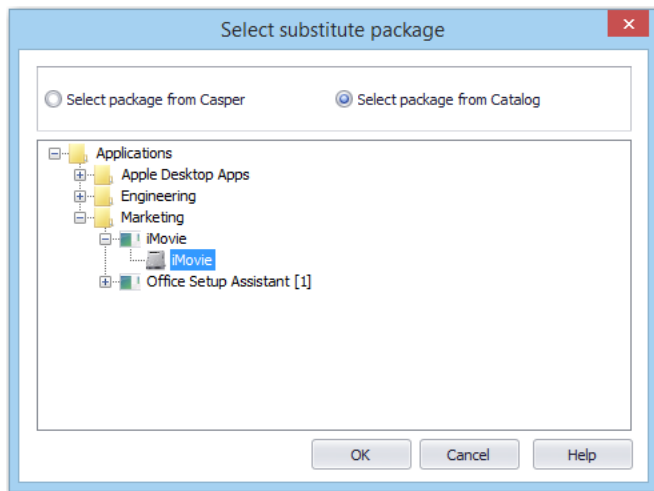 Select substitute package
Select package from Casper
Select package from Catalog
Applications
Apple Desktop Apps
Engineering
Marketing
iMovie
iMovie
Office Setup Assistant [1]
OK
Cancel
Help